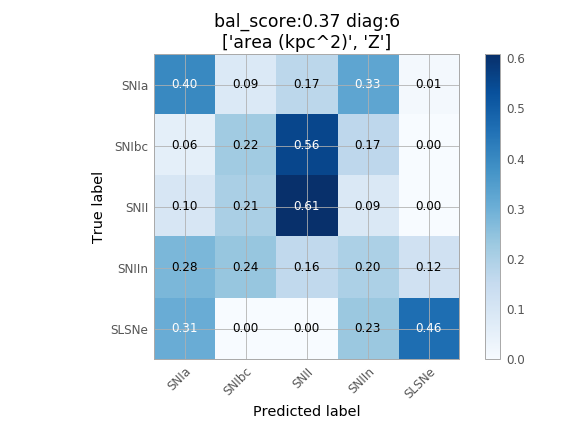 bal_score:0.37 diag:6
['area (kpc^2)', 'Z']
SNIa 0.40 0.09 0.17 0.33 0.01
SNIbc 0.06 0.22 0.56 0.17 0.00
SNII 0.10 0.21 0.61 0.09 0.00
SNIIn 0.28 0.24 0.16 0.20 0.12
SLSNe 0.31 0.00 0.00 0.23 0.46
SNIa SNIbc SNII SNIIn SLSNe
True label
Predicted label
0.6
0.5
0.4
0.3
0.2
0.1
0.0